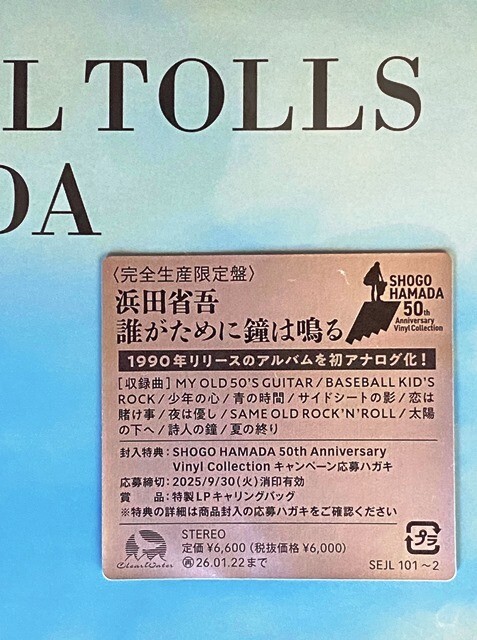 L TOLLS
DA
〈完全生産限定盤〉
浜田省吾
誰がために鐘は鳴る
SHOGO
HAMADA
50th
Anniversary
Vinyl Collection
1990年リリースのアルバムを初アナログ化！
[収録曲] MY OLD 50'S GUITAR / BASEBALL KID'S
ROCK / 少年の心 / 青の時間 / サイドシートの影 / 恋は
賭け事 / 夜は優し / SAME OLD ROCK'N'ROLL / 太陽
の下へ / 詩人の鐘 / 夏の終り
封入特典：SHOGO HAMADA 50th Anniversary
Vinyl Collection キャンペーン応募ハガキ
応募締切：2025/9/30(火)消印有効
賞　品：特製LPキャリングバッグ
※特典の詳細は商品封入の応募ハガキをご確認ください
ClearWater
STEREO
定価 ¥6,600 (税抜価格 ¥6,000)
㊢26.01.22まで
プラ
SEJL 101~2